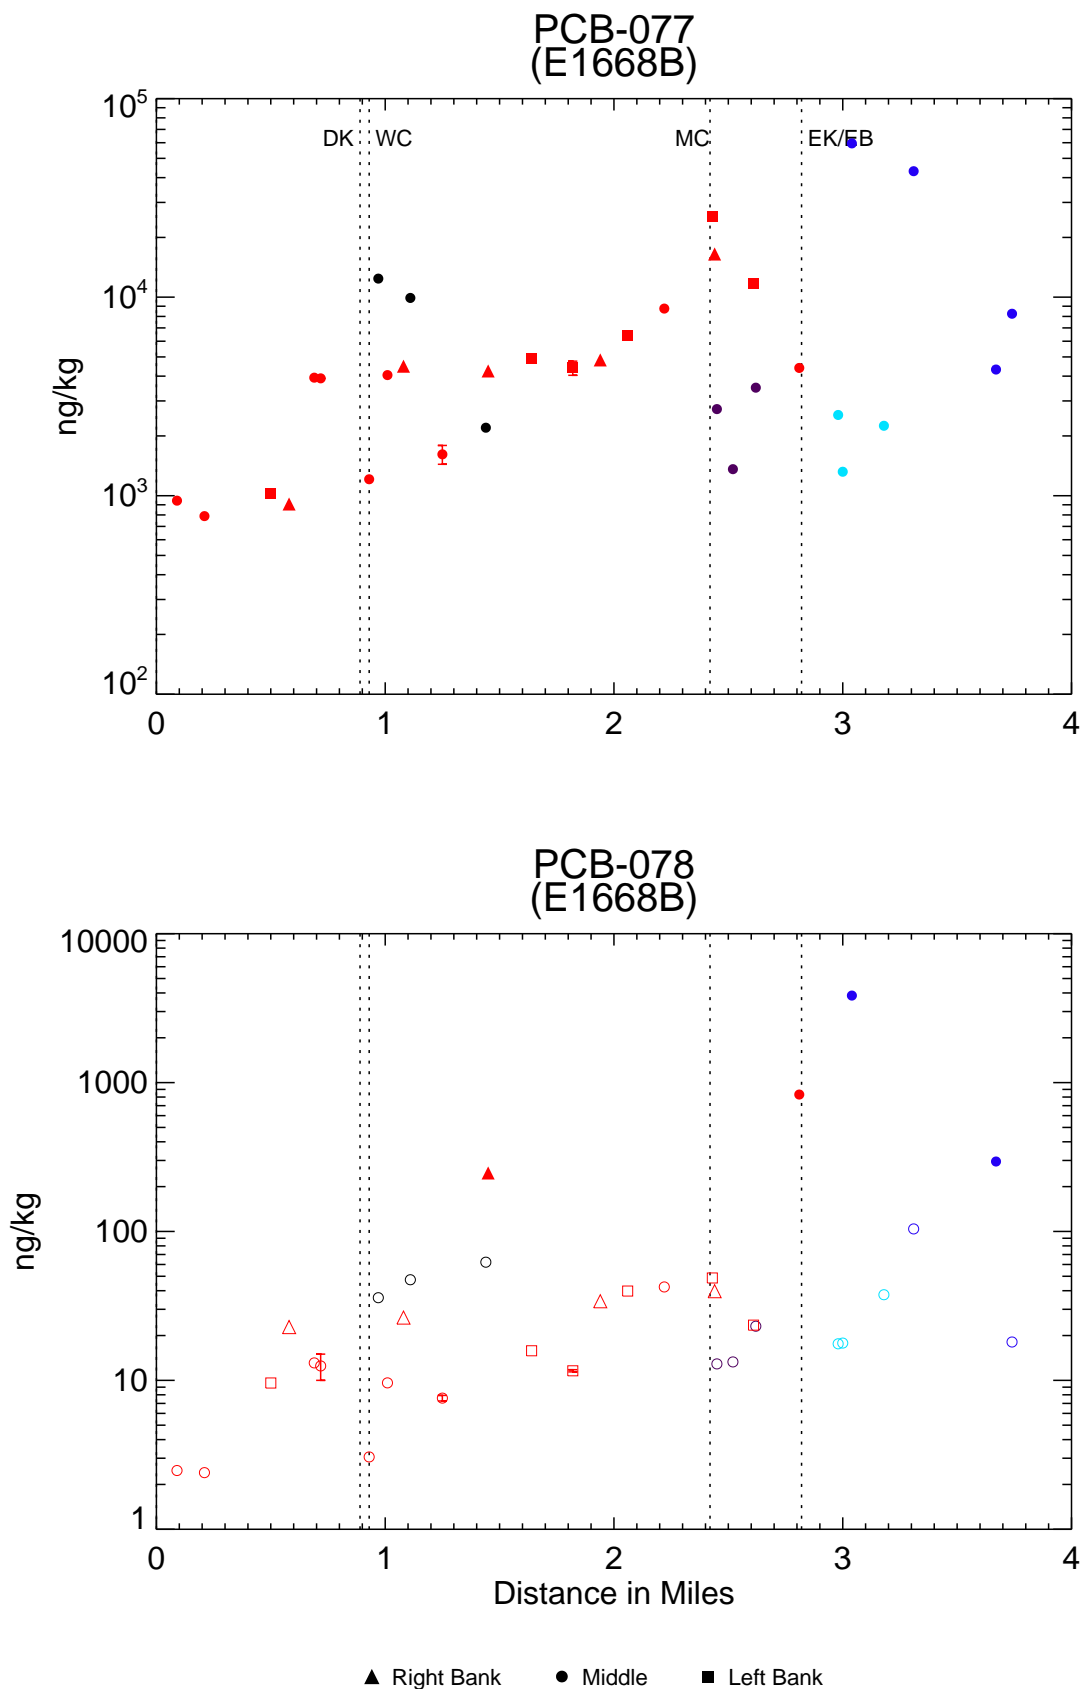 PCB-077
(E1668B)
10^5
DK WC MC EK/EB
10^4
ng/kg
10^3
10^2
0 1 2 3 4
PCB-078
(E1668B)
10000
1000
ng/kg
100
10
1
0 1 2 3 4
Distance in Miles
Right Bank Middle Left Bank